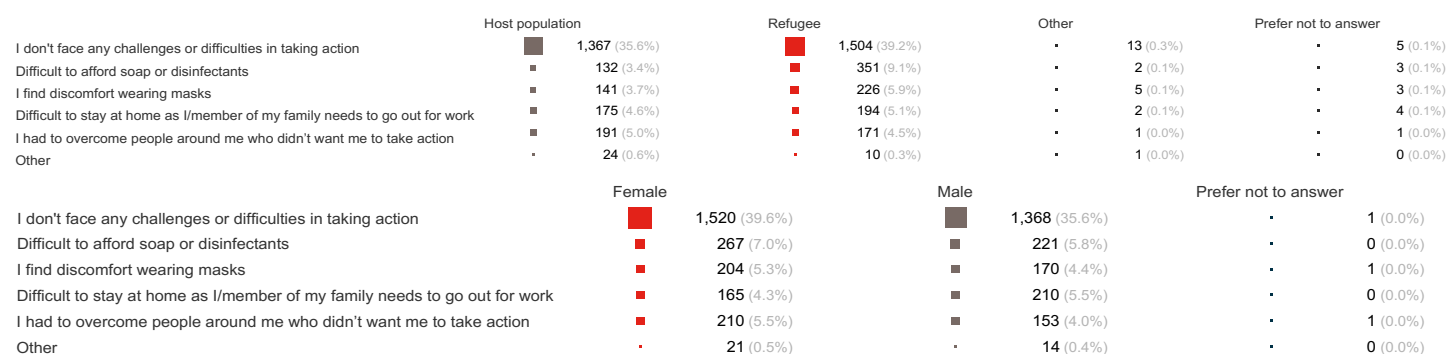 Host population Refugee Other Prefer not to answer
I don't face any challenges or difficulties in taking action 1,367 (35.6%) 1,504 (39.2%) 13 (0.3%) 5 (0.1%)
Difficult to afford soap or disinfectants 132 (3.4%) 351 (9.1%) 2 (0.1%) 3 (0.1%)
I find discomfort wearing masks 141 (3.7%) 226 (5.9%) 5 (0.1%) 3 (0.1%)
Difficult to stay at home as I/member of my family needs to go out for work 175 (4.6%) 194 (5.1%) 2 (0.1%) 4 (0.1%)
I had to overcome people around me who didn’t want me to take action 191 (5.0%) 171 (4.5%) 1 (0.0%) 1 (0.0%)
Other 24 (0.6%) 10 (0.3%) 1 (0.0%) 0 (0.0%)
Female Male Prefer not to answer
I don't face any challenges or difficulties in taking action 1,520 (39.6%) 1,368 (35.6%) 1 (0.0%)
Difficult to afford soap or disinfectants 267 (7.0%) 221 (5.8%) 0 (0.0%)
I find discomfort wearing masks 204 (5.3%) 170 (4.4%) 1 (0.0%)
Difficult to stay at home as I/member of my family needs to go out for work 165 (4.3%) 210 (5.5%) 0 (0.0%)
I had to overcome people around me who didn’t want me to take action 210 (5.5%) 153 (4.0%) 1 (0.0%)
Other 21 (0.5%) 14 (0.4%) 0 (0.0%)